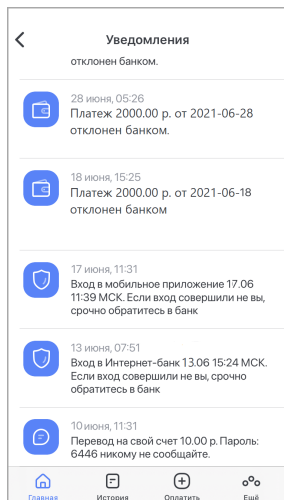 Уведомления
отклонен банком.
28 июня, 05:26
Платеж 2000.00 р. от 2021-06-28
отклонен банком.
18 июня, 15:25
Платеж 2000.00 р. от 2021-06-18
отклонен банком
17 июня, 11:31
Вход в мобильное приложение 17.06
11:39 МСК. Если вход совершили не вы,
срочно обратитесь в банк
13 июня, 07:51
Вход в Интернет-банк 13.06 15:24 МСК.
Если вход совершили не вы, срочно
обратитесь в банк
10 июня, 11:31
Перевод на свой счет 10.00 р. Пароль:
6446 никому не сообщайте.
Главная История Оплатить Ещё